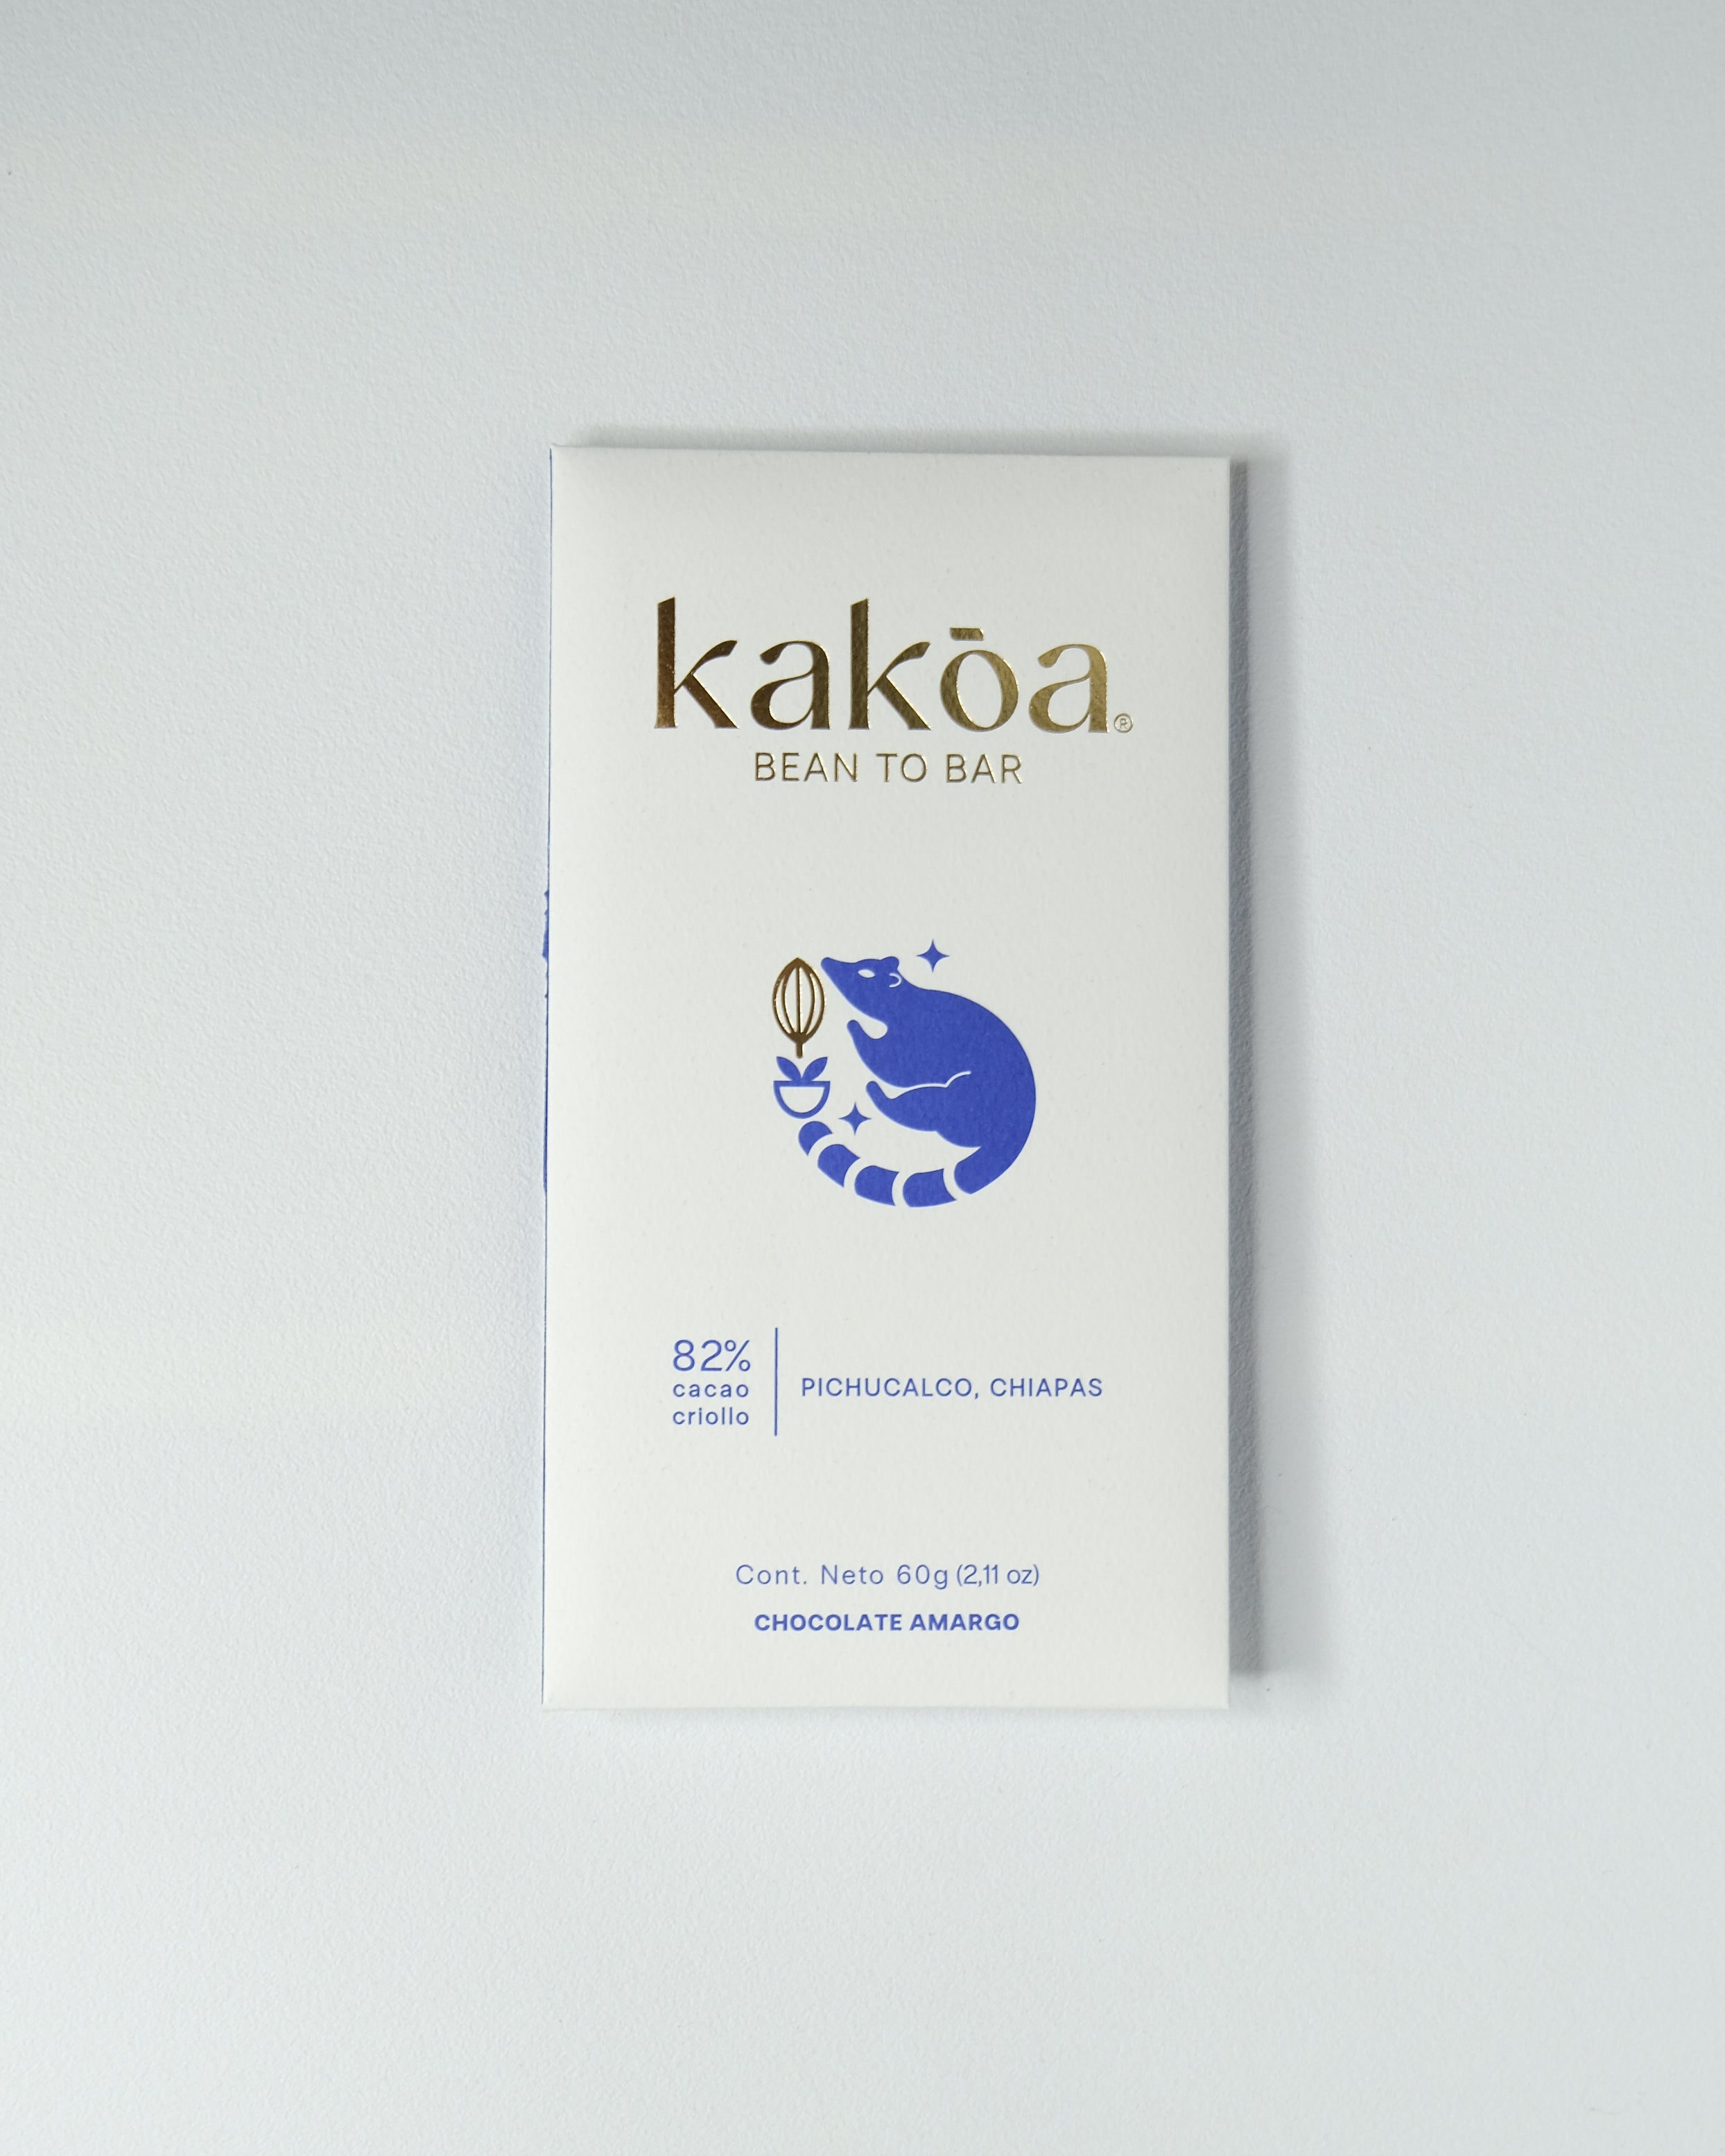 kakōa®
BEAN TO BAR
82%
cacao
criollo
PICHUCALCO, CHIAPAS
Cont. Neto 60g (2,11 oz)
CHOCOLATE AMARGO